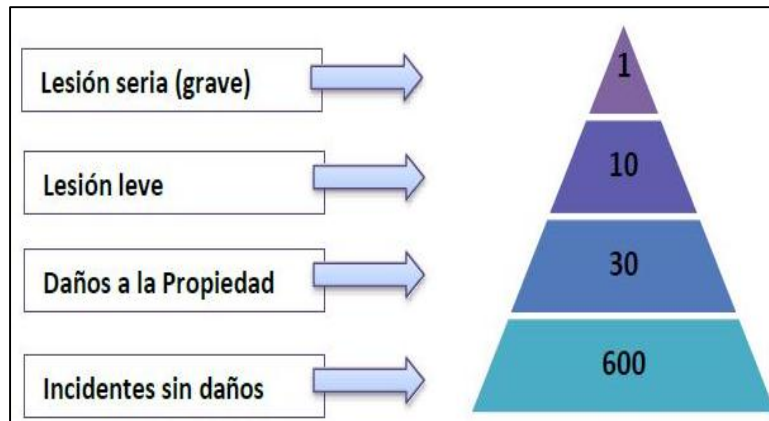 Lesión seria (grave)
1
Lesión leve
10
Daños a la Propiedad
30
Incidentes sin daños
600